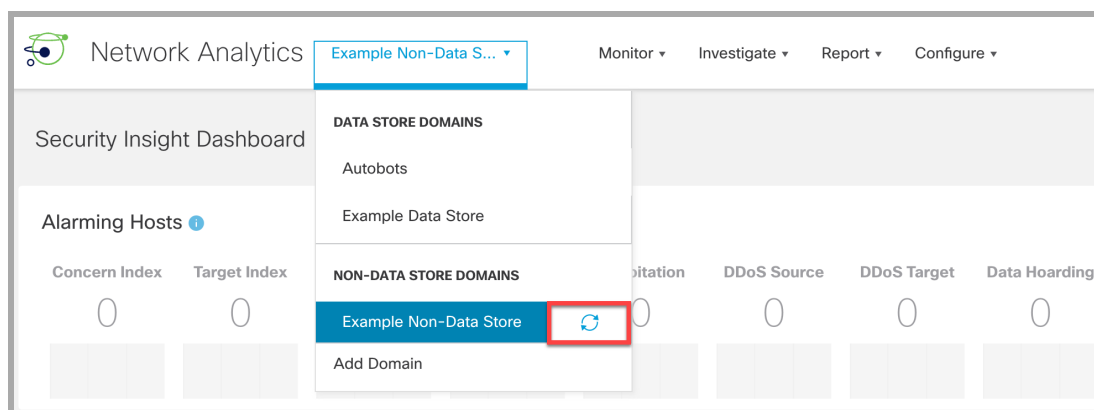 Network Analytics
Example Non-Data S...
Monitor
Investigate
Report
Configure
DATA STORE DOMAINS
Security Insight Dashboard
Autobots
Example Data Store
Alarming Hosts
i
Concern Index
Target Index
NON-DATA STORE DOMAINS
oitation
DDoS Source
DDoS Target
Data Hoarding
0
0
Example Non-Data Store
0
0
0
0
Add Domain